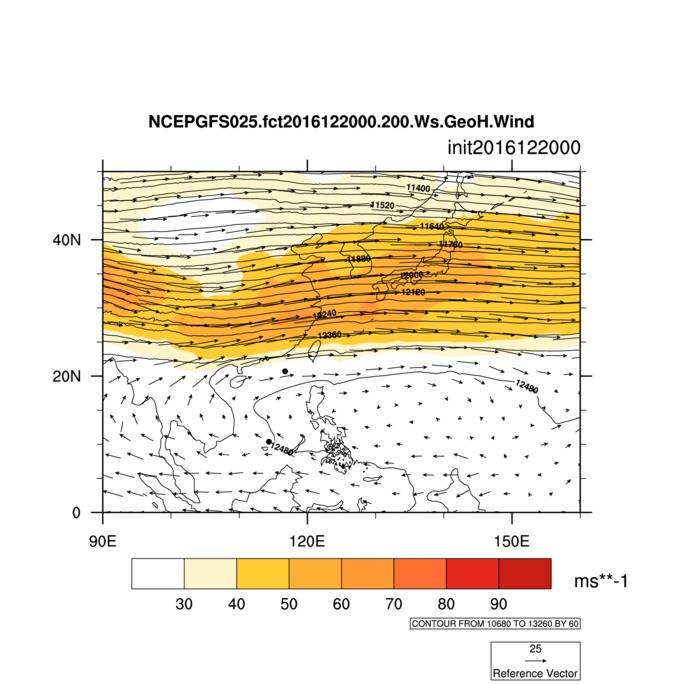 NCEPGFS025.fct2016122000.200.Ws.GeoH.Wind
init2016122000
11400
11520
11640
40N
11760
11880
12000
12120
12240
12360
20N
12480
12480
0
90E 120E 150E
ms**-1
30 40 50 60 70 80 90
CONTOUR FROM 10680 TO 13260 BY 60
25
Reference Vector